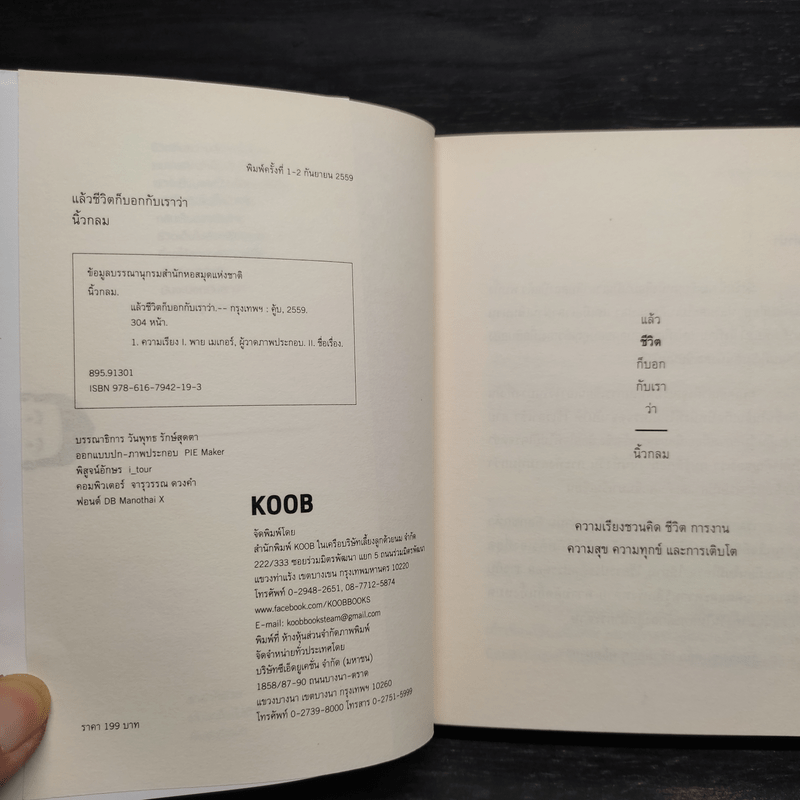 พิมพ์ครั้งที่ 1-2 กันยายน 2559
แล้วชีวิตก็บอกกับเราว่า
นิ้วกลม
ข้อมูลบรรณานุกรมสำนักหอสมุดแห่งชาติ
นิ้วกลม.
แล้วชีวิตก็บอกกับเราว่า.-- กรุงเทพฯ : คู้บ, 2559.
304 หน้า.
1. ความเรียง I. พาย เมเกอร์, ผู้วาดภาพประกอบ. II. ชื่อเรื่อง.
895.91301
ISBN 978-616-7942-19-3
บรรณาธิการ วันพุทธ รักษ์สุดตา
ออกแบบปก-ภาพประกอบ PIE Maker
พิสูจน์อักษร i_tour
คอมพิวเตอร์ จารุวรรณ ดวงคำ
ฟอนต์ DB Manothai X
KOOB
จัดพิมพ์โดย
สำนักพิมพ์ KOOB ในเครือบริษัทเลี้ยงลูกด้วยนม จำกัด
222/333 ซอยร่วมมิตรพัฒนา แยก 5 ถนนร่วมมิตรพัฒนา
แขวงท่าแร้ง เขตบางเขน กรุงเทพมหานคร 10220
โทรศัพท์ 0-2948-2651, 08-7712-5874
www.facebook.com/KOOBBOOKS
E-mail: koobbooksteam@gmail.com
พิมพ์ที่ ห้างหุ้นส่วนจำกัดภาพพิมพ์
จัดจำหน่ายทั่วประเทศโดย
บริษัทซีเอ็ดยูเคชั่น จำกัด (มหาชน)
1858/87-90 ถนนบางนา-ตราด
แขวงบางนา เขตบางนา กรุงเทพฯ 10260
โทรศัพท์ 0-2739-8000 โทรสาร 0-2751-5999
ราคา 199 บาท
แล้ว
ชีวิต
ก็บอก
กับเรา
ว่า
นิ้วกลม
ความเรียงชวนคิด ชีวิต การงาน
ความสุข ความทุกข์ และการเติบโต